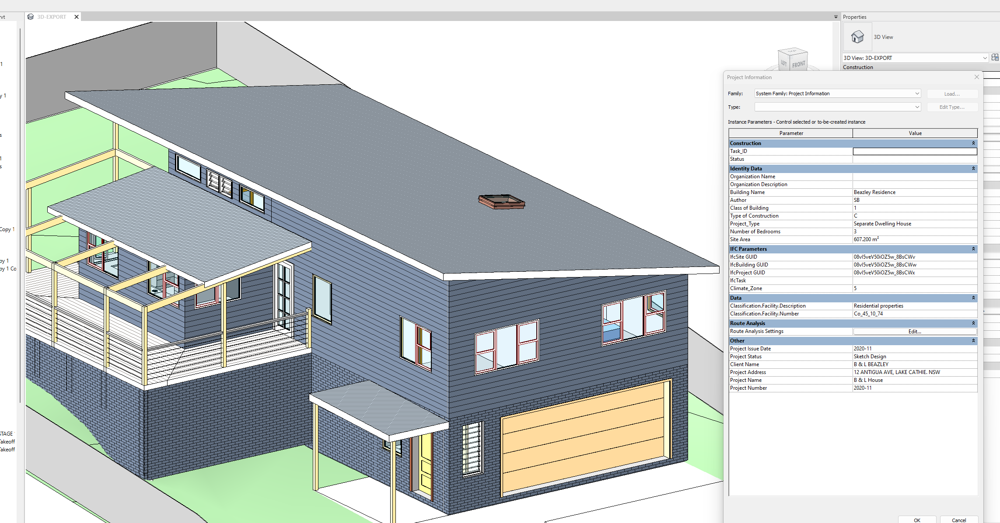 rvt
3D-EXPORT
Properties
3D View
3D View: 3D-EXPORT
Construction
LEFT
FRONT
1
y 1
s
1
s
Copy 1
py 1
py 1 Co
STAGE
Takeoff
Takeoff
Project Information
Family:
System Family: Project Information
Load...
Type:
Edit Type...
Instance Parameters - Control selected or to-be-created instance
Parameter Value
Construction
Task_ID
Status
Identity Data
Organization Name
Organization Description
Building Name Beazley Residence
Author SB
Class of Building 1
Type of Construction C
Project_Type Separate Dwelling House
Number of Bedrooms 3
Site Area 607.200 m²
IFC Parameters
IfcSite GUID 08vI5veV50iOZ5w_8BsCWv
IfcBuilding GUID 08vI5veV50iOZ5w_8BsCWw
IfcProject GUID 08vI5veV50iOZ5w_8BsCWx
IfcTask
Climate_Zone 5
Data
Classification.Facility.Description Residential properties
Classification.Facility.Number Co_45_10_74
Route Analysis
Route Analysis Settings Edit...
Other
Project Issue Date 2020-11
Project Status Sketch Design
Client Name B & L BEAZLEY
Project Address 12 ANTIGUA AVE, LAKE CATHIE. NSW
Project Name B & L House
Project Number 2020-11
OK
Cancel